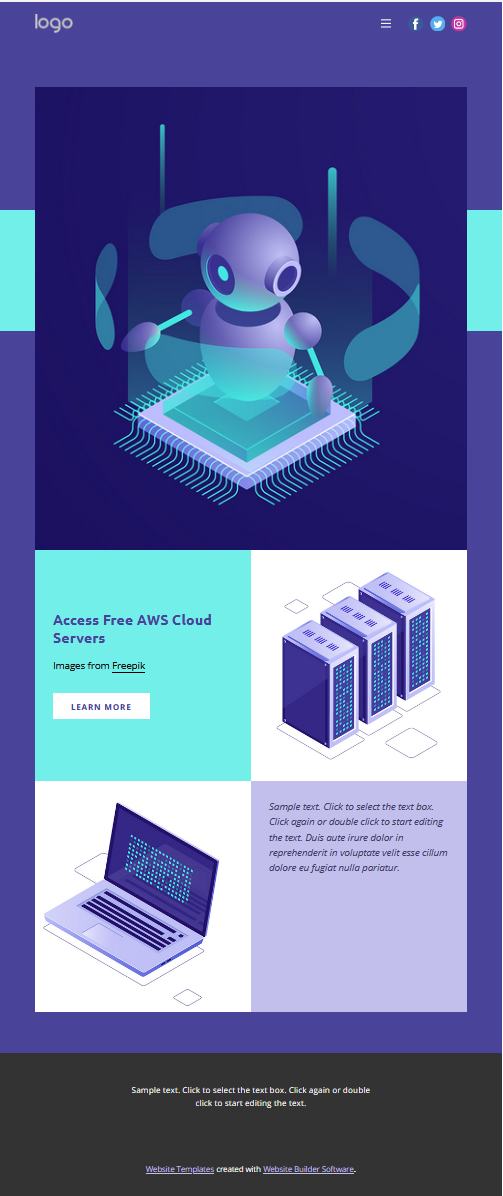 logo
Access Free AWS Cloud
Servers
Images from Freepik
LEARN MORE
Sample text. Click to select the text box.
Click again or double click to start editing
the text. Duis aute irure dolor in
reprehenderit in voluptate velit esse cillum
dolore eu fugiat nulla pariatur.
Sample text. Click to select the text box. Click again or double
click to start editing the text.
Website Templates created with Website Builder Software.